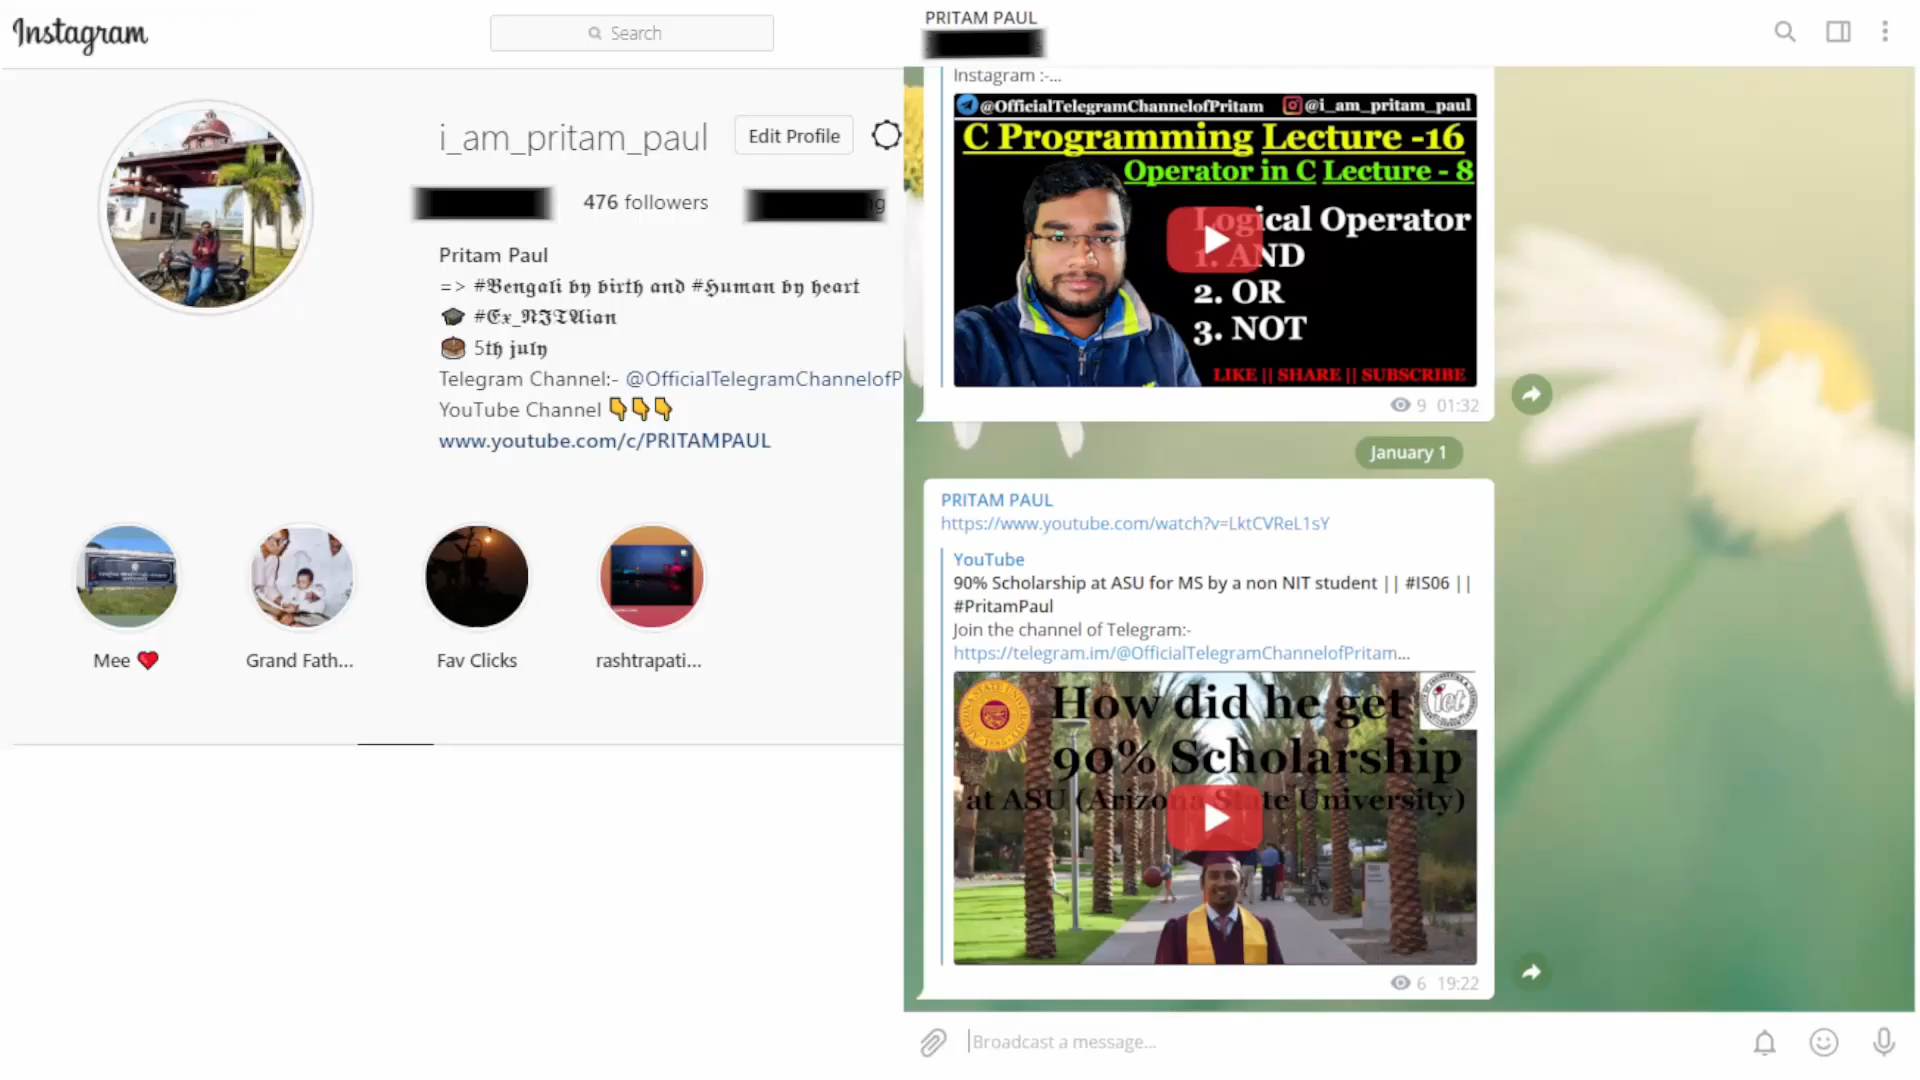 Instagram
Search
i_am_pritam_paul
Edit Profile
476 followers
Pritam Paul
=> #𝕭𝖊𝖓𝖌𝖆𝖑𝖎 𝖇𝖞 𝖇𝖎𝖗𝖙𝖍 𝖆𝖓𝖉 #𝕳𝖚𝖒𝖆𝖓 𝖇𝖞 𝖍𝖊𝖆𝖗𝖙
🎓 #𝕰𝖝_𝕹𝕴𝕿𝕬𝖎𝖆𝖓
🎂 5𝖙𝖍 𝖏𝖚𝖑𝖞
Telegram Channel:- @OfficialTelegramChannelofP
YouTube Channel 👇👇👇
www.youtube.com/c/PRITAMPAUL
Mee ❤️
Grand Fath...
Fav Clicks
rashtrapati...
PRITAM PAUL
Instagram :-...
@OfficialTelegramChannelofPritam @i_am_pritam_paul
C Programming Lecture -16
Operator in C Lecture - 8
Logical Operator
1. AND
2. OR
3. NOT
LIKE || SHARE || SUBSCRIBE
9 01:32
January 1
PRITAM PAUL
https://www.youtube.com/watch?v=LktCVReL1sY
YouTube
90% Scholarship at ASU for MS by a non NIT student || #IS06 ||
#PritamPaul
Join the channel of Telegram:-
https://telegram.im/@OfficialTelegramChannelofPritam...
How did he get
90% Scholarship
at ASU (Arizona State University)
iet
6 19:22
Broadcast a message...